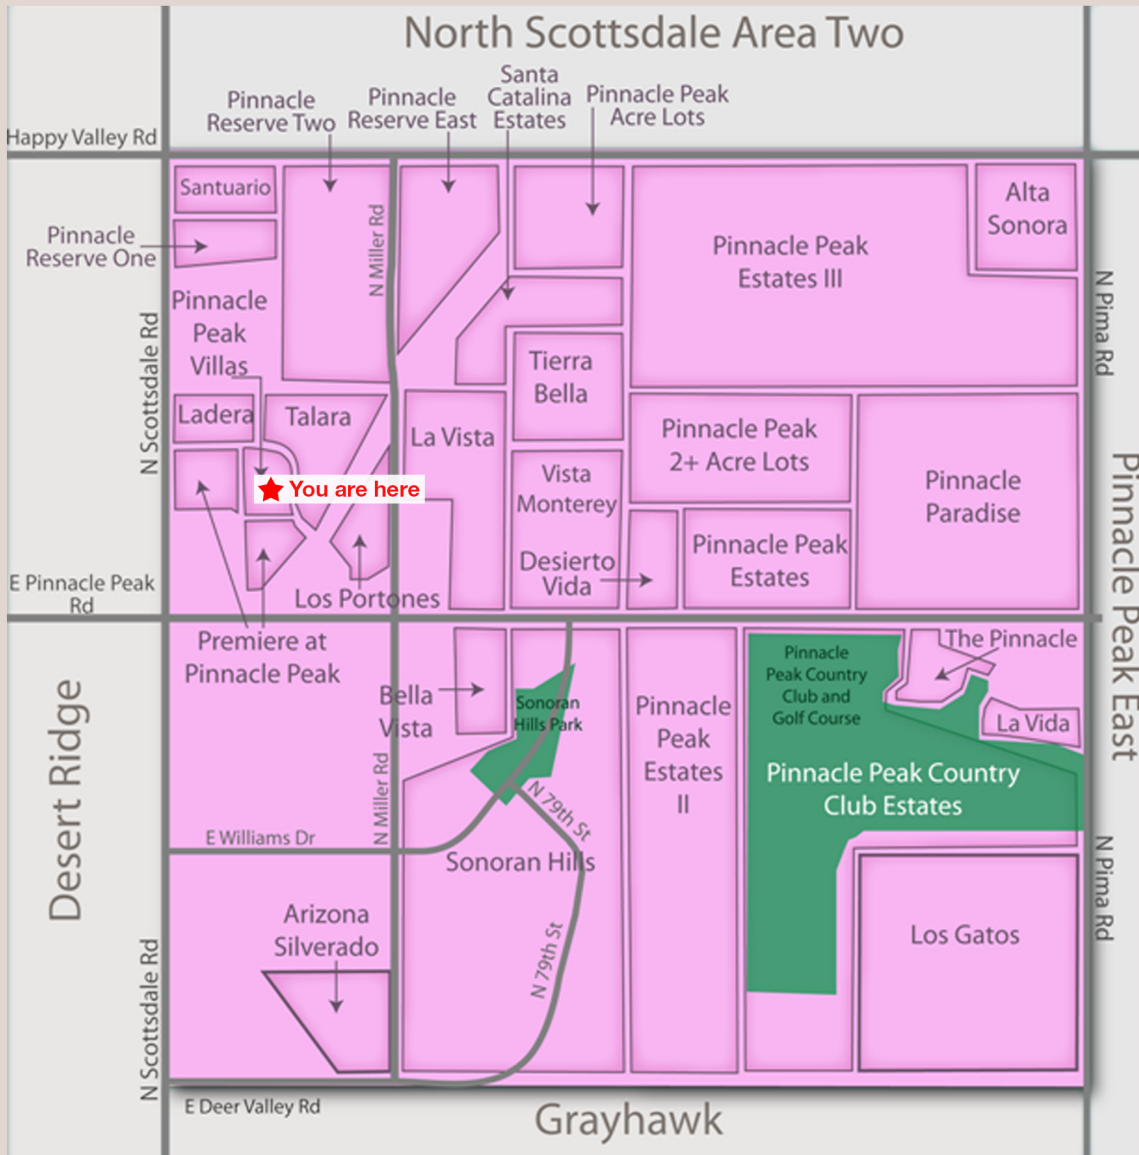 North Scottsdale Area Two
Santa
Catalina
Estates
Pinnacle
Reserve Two
Pinnacle
Reserve East
Pinnacle Peak
Acre Lots
Happy Valley Rd
Santuario
Alta
Sonora
Pinnacle
Reserve One
N Miller Rd
Pinnacle Peak
Estates III
N Pima Rd
Pinnacle
Peak
Villas
N Scottsdale Rd
Tierra
Bella
Ladera
Talara
La Vista
Pinnacle Peak
2+ Acre Lots
Pinnacle
Paradise
Vista
Monterey
You are here
Pinnacle Peak
Estates
Desierto
Vida
E Pinnacle Peak
Rd
Los Portones
Pinnacle Peak East
Premiere at
Pinnacle Peak
The Pinnacle
Pinnacle
Peak Country
Club and
Golf Course
Bella
Vista
Sonoran
Hills Park
Pinnacle
Peak
Estates
II
La Vida
Desert Ridge
N Miller Rd
Pinnacle Peak Country
Club Estates
N 79th St
E Williams Dr
Sonoran Hills
N Pima Rd
Arizona
Silverado
Los Gatos
N 79th St
N Scottsdale Rd
E Deer Valley Rd
Grayhawk